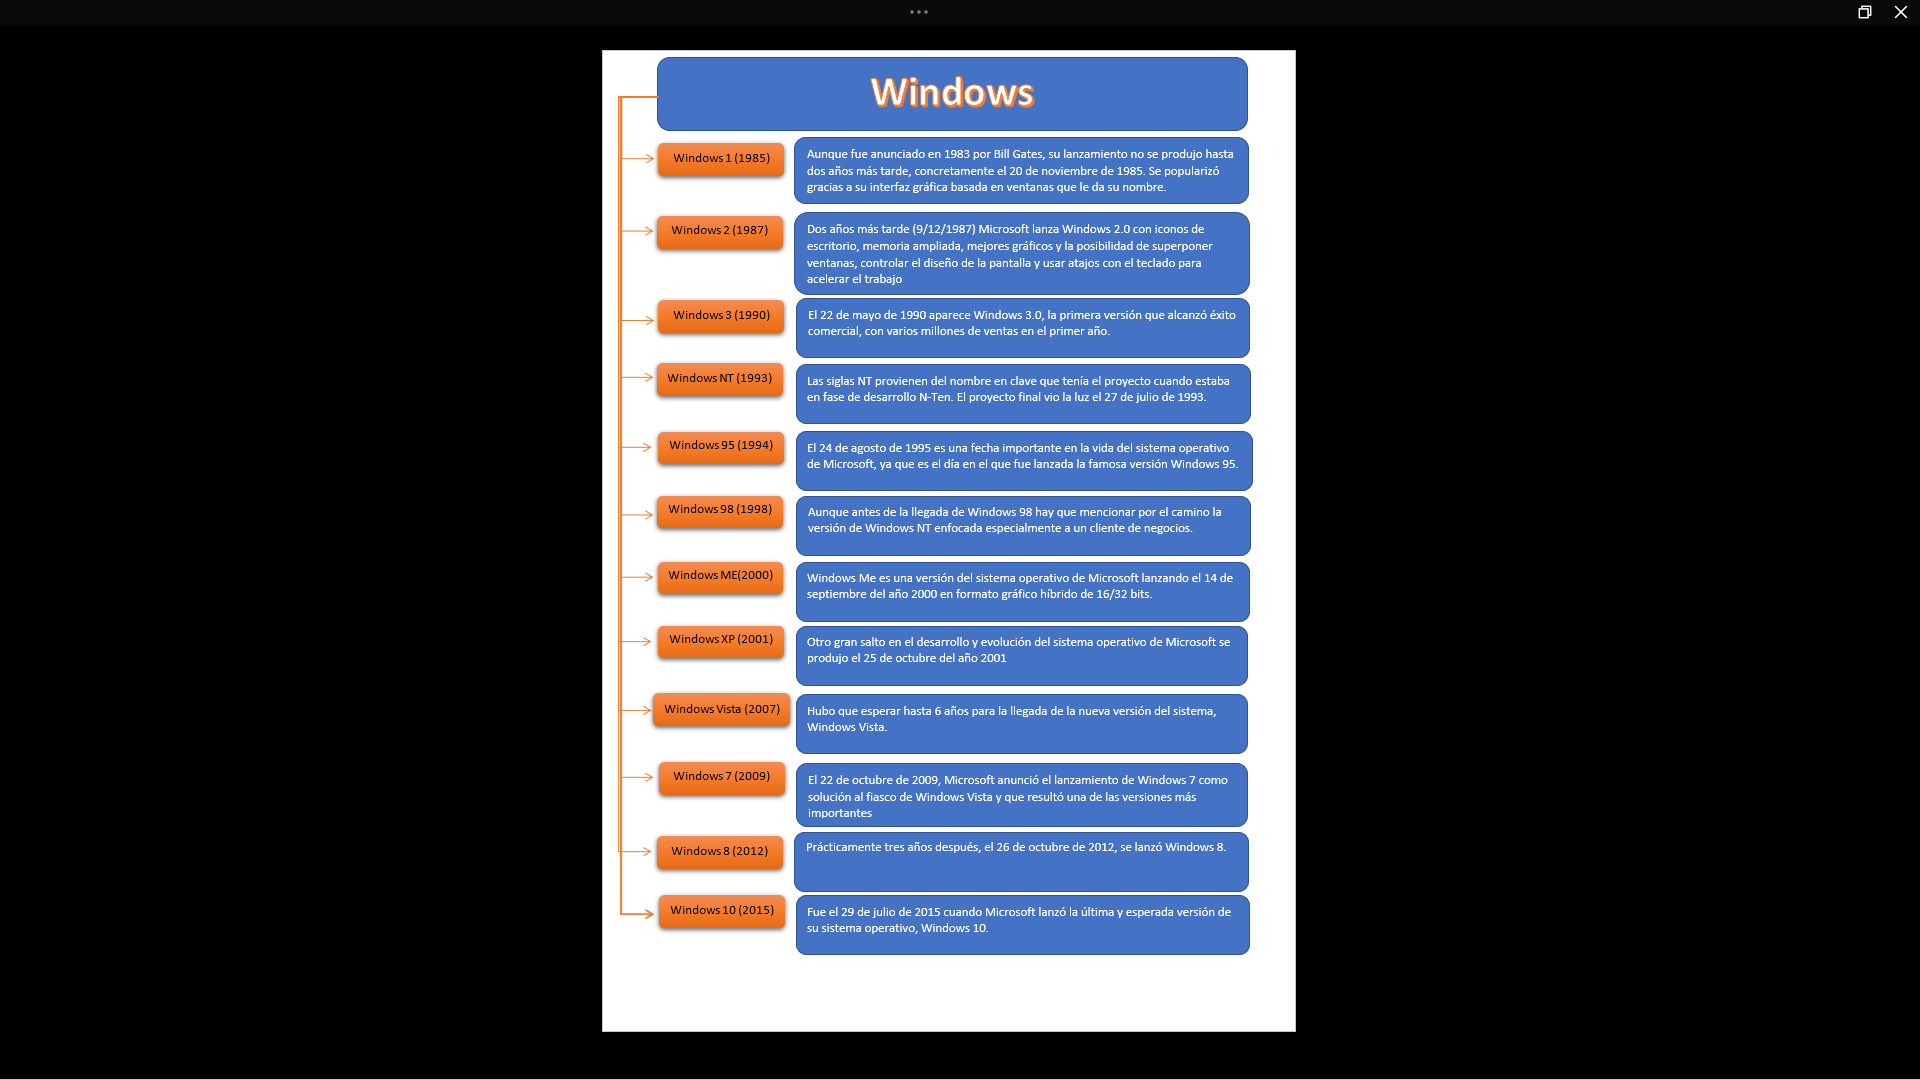 Windows
Windows 1 (1985)
Aunque fue anunciado en 1983 por Bill Gates, su lanzamiento no se produjo hasta
dos años más tarde, concretamente el 20 de noviembre de 1985. Se popularizó
gracias a su interfaz gráfica basada en ventanas que le da su nombre.
Windows 2 (1987)
Dos años más tarde (9/12/1987) Microsoft lanza Windows 2.0 con iconos de
escritorio, memoria ampliada, mejores gráficos y la posibilidad de superponer
ventanas, controlar el diseño de la pantalla y usar atajos con el teclado para
acelerar el trabajo
Windows 3 (1990)
El 22 de mayo de 1990 aparece Windows 3.0, la primera versión que alcanzó éxito
comercial, con varios millones de ventas en el primer año.
Windows NT (1993)
Las siglas NT provienen del nombre en clave que tenía el proyecto cuando estaba
en fase de desarrollo N-Ten. El proyecto final vio la luz el 27 de julio de 1993.
Windows 95 (1994)
El 24 de agosto de 1995 es una fecha importante en la vida del sistema operativo
de Microsoft, ya que es el día en el que fue lanzada la famosa versión Windows 95.
Windows 98 (1998)
Aunque antes de la llegada de Windows 98 hay que mencionar por el camino la
versión de Windows NT enfocada especialmente a un cliente de negocios.
Windows ME(2000)
Windows Me es una versión del sistema operativo de Microsoft lanzando el 14 de
septiembre del año 2000 en formato gráfico híbrido de 16/32 bits.
Windows XP (2001)
Otro gran salto en el desarrollo y evolución del sistema operativo de Microsoft se
produjo el 25 de octubre del año 2001
Windows Vista (2007)
Hubo que esperar hasta 6 años para la llegada de la nueva versión del sistema,
Windows Vista.
Windows 7 (2009)
El 22 de octubre de 2009, Microsoft anunció el lanzamiento de Windows 7 como
solución al fiasco de Windows Vista y que resultó una de las versiones más
importantes
Windows 8 (2012)
Prácticamente tres años después, el 26 de octubre de 2012, se lanzó Windows 8.
Windows 10 (2015)
Fue el 29 de julio de 2015 cuando Microsoft lanzó la última y esperada versión de
su sistema operativo, Windows 10.